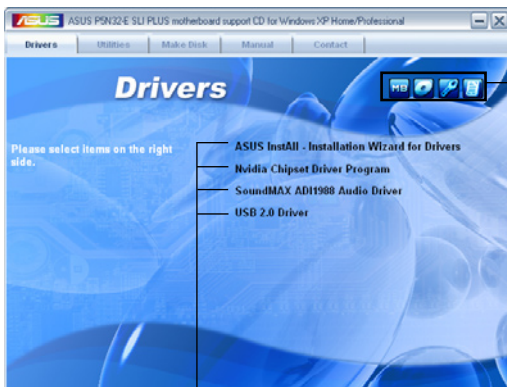 ASUS P5N32-E SLI PLUS motherboard support CD for Windows XP Home/Professional
Drivers
Utilities
Make Disk
Manual
Contact
Drivers
MB
Please select items on the right
side.
ASUS InstAll - Installation Wizard for Drivers
Nvidia Chipset Driver Program
SoundMAX ADI1988 Audio Driver
USB 2.0 Driver